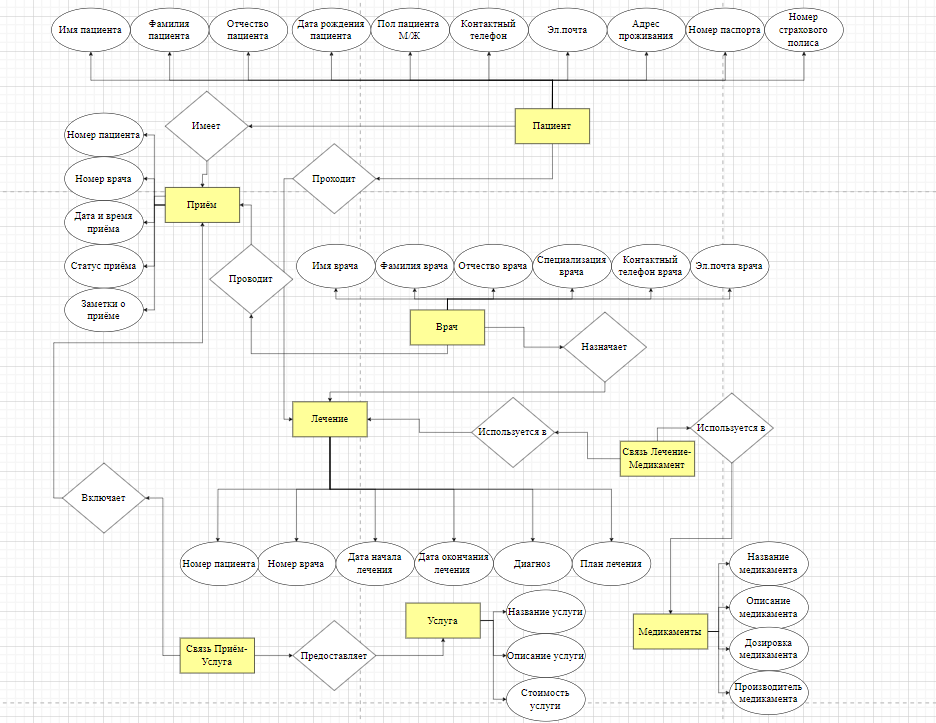 Имя пациента
Фамилия
пациента
Отчество
пациента
Дата рождения
пациента
Пол пациента
М/Ж
Контактный
телефон
Эл.почта
Адрес
проживания
Номер паспорта
Номер
страхового
полиса
Имеет
Пациент
Номер пациента
Номер врача
Дата и время
приёма
Статус приёма
Заметки о
приёме
Приём
Проходит
Проводит
Имя врача
Фамилия врача
Отчество врача
Специализация
врача
Контактный
телефон врача
Эл.почта врача
Врач
Назначает
Лечение
Используется в
Связь Лечение-
Медикамент
Используется в
Включает
Номер пациента
Номер врача
Дата начала
лечения
Дата окончания
лечения
Диагноз
План лечения
Связь Приём-
Услуга
Предоставляет
Услуга
Название услуги
Описание услуги
Стоимость
услуги
Медикаменты
Название
медикамента
Описание
медикамента
Дозировка
медикамента
Производитель
медикамента